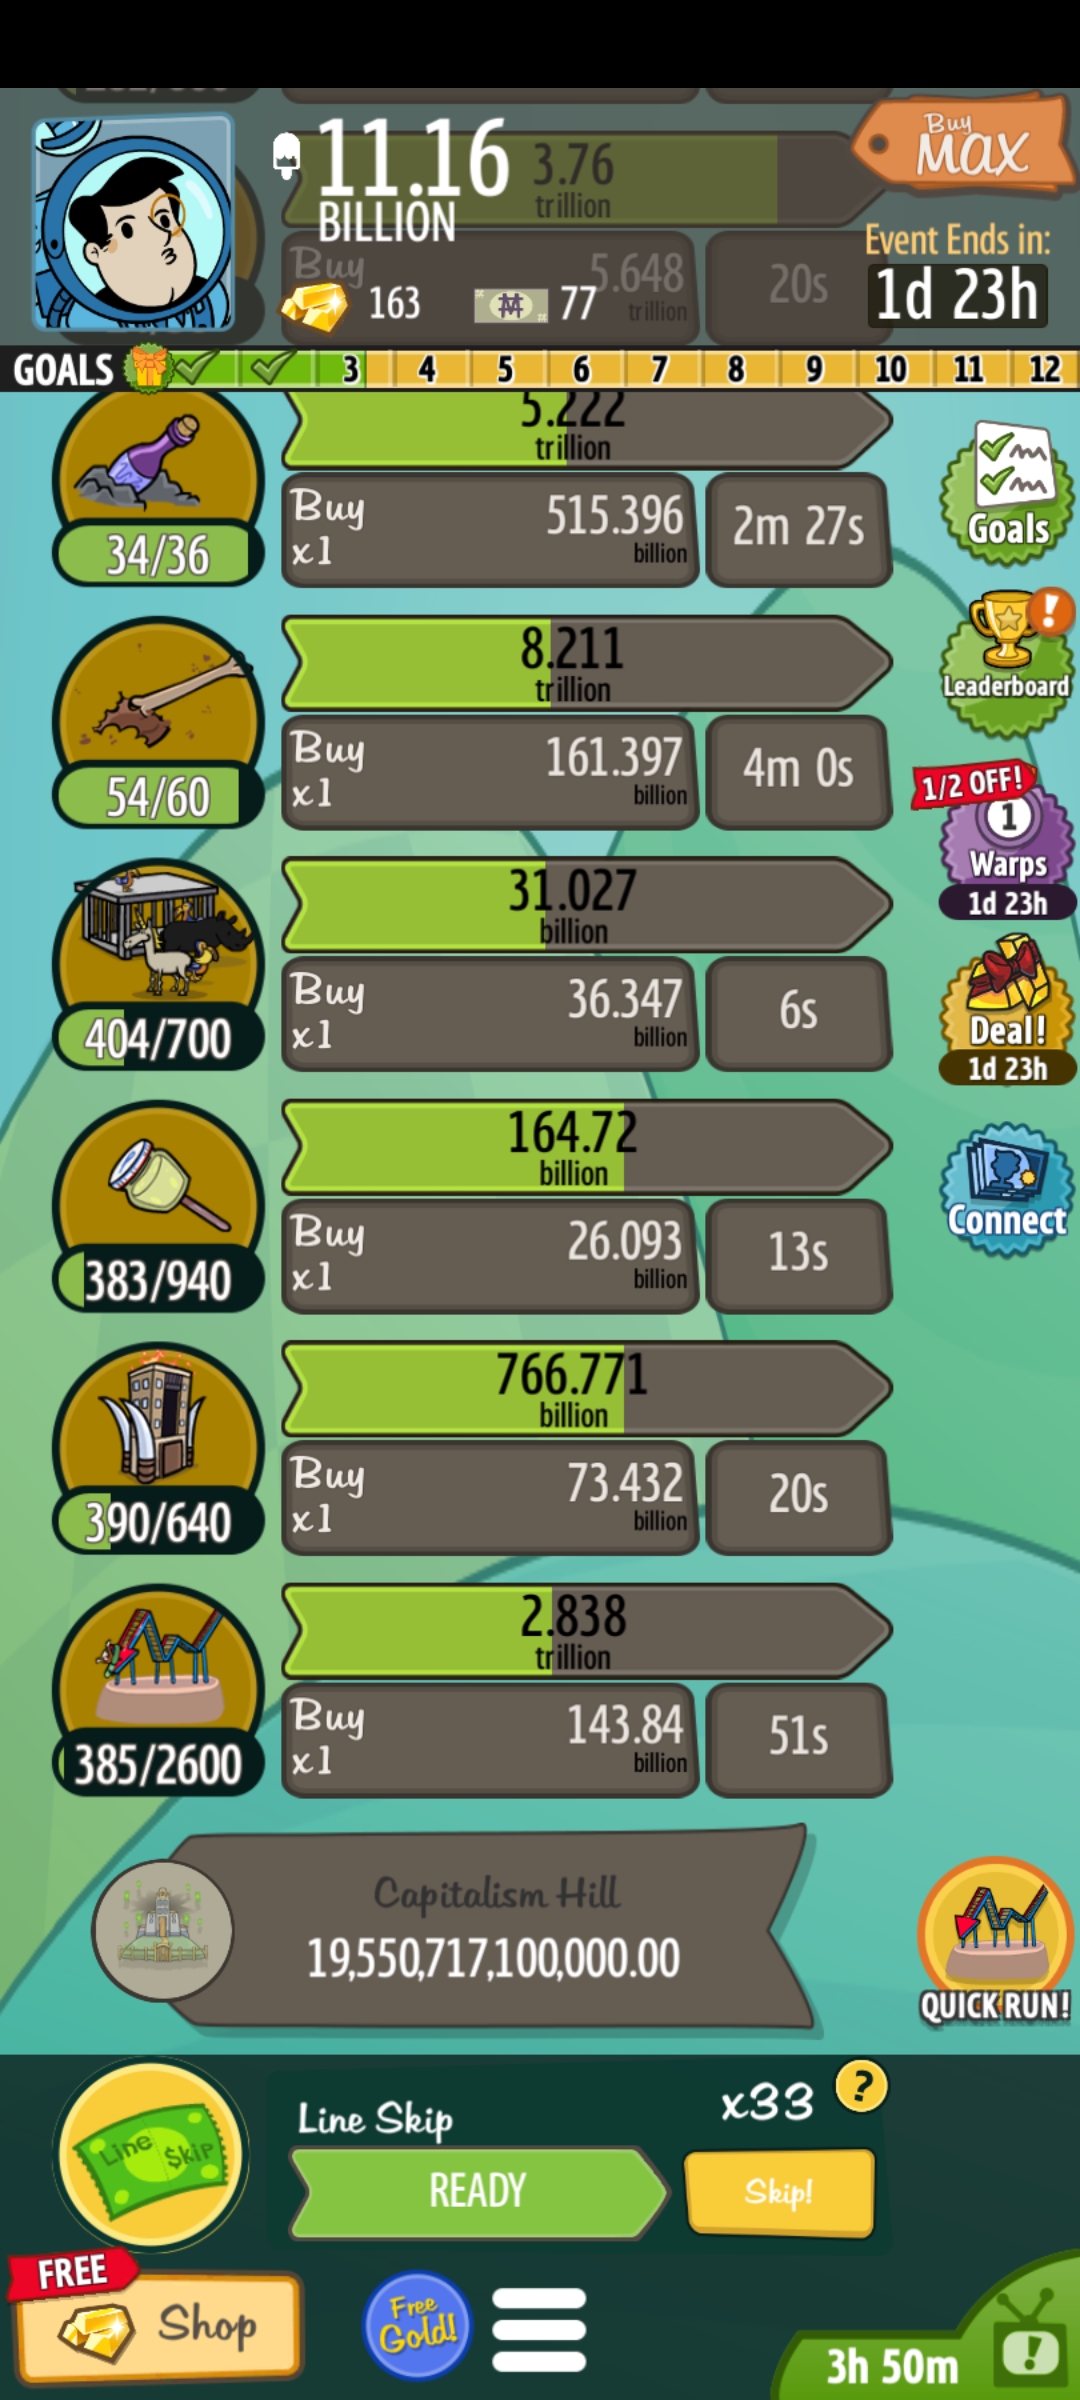 11.16
BILLION
3.76
trillion
Buy
MAX
Buy
5.648
trillion
20s
163
77
Event Ends in:
1d 23h
GOALS 3 4 5 6 7 8 9 10 11 12
5.222
trillion
34/36
Buy
x1
515.396
billion
2m 27s
Goals
8.211
trillion
54/60
Buy
x1
161.397
billion
4m 0s
Leaderboard
1/2 OFF!
1
Warps
1d 23h
31.027
billion
404/700
Buy
x1
36.347
billion
6s
Deal!
1d 23h
164.72
billion
383/940
Buy
x1
26.093
billion
13s
Connect
766.771
billion
390/640
Buy
x1
73.432
billion
20s
2.838
trillion
385/2600
Buy
x1
143.84
billion
51s
Capitalism Hill
19,550,717,100,000.00
QUICK RUN!
Line $kip
Line Skip
x33
?
READY
Skip!
FREE
Shop
Free
Gold!
3h 50m